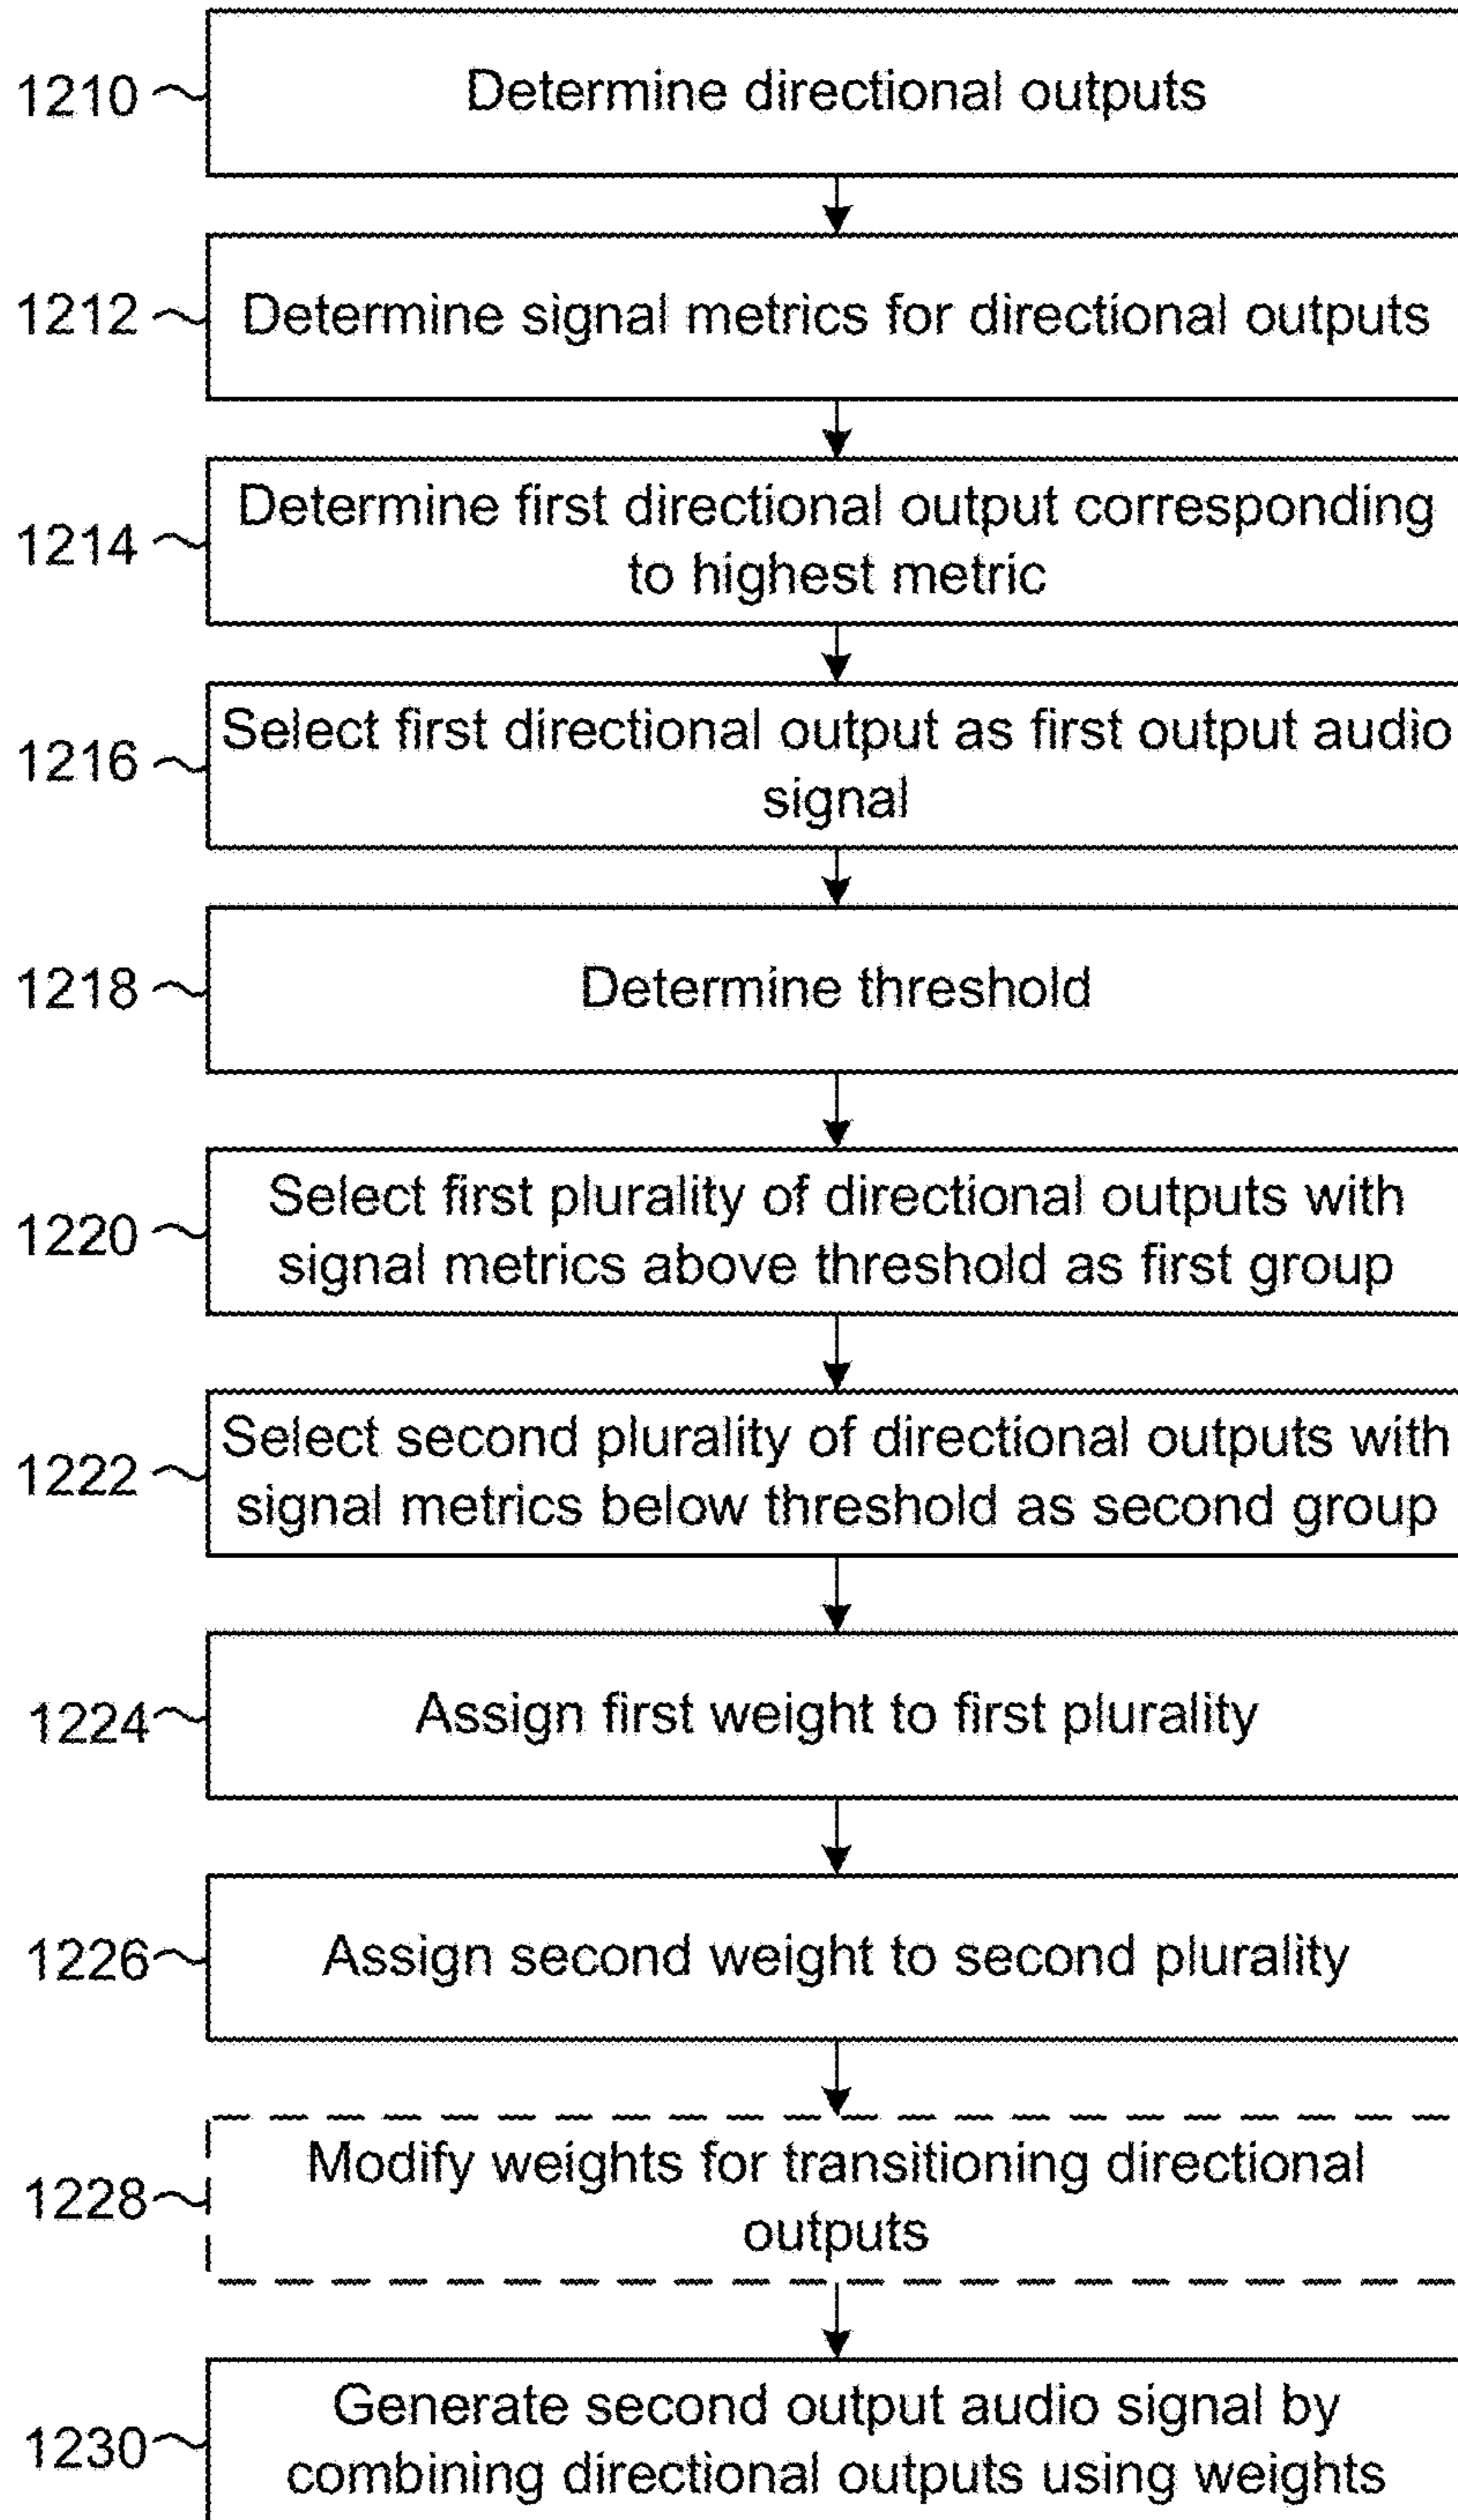 1210
Determine directional outputs
1212
Determine signal metrics for directional outputs
1214
Determine first directional output corresponding
to highest metric
1216
Select first directional output as first output audio
signal
1218
Determine threshold
1220
Select first plurality of directional outputs with
signal metrics above threshold as first group
1222
Select second plurality of directional outputs with
signal metrics below threshold as second group
1224
Assign first weight to first plurality
1226
Assign second weight to second plurality
1228
Modify weights for transitioning directional
outputs
1230
Generate second output audio signal by
combining directional outputs using weights